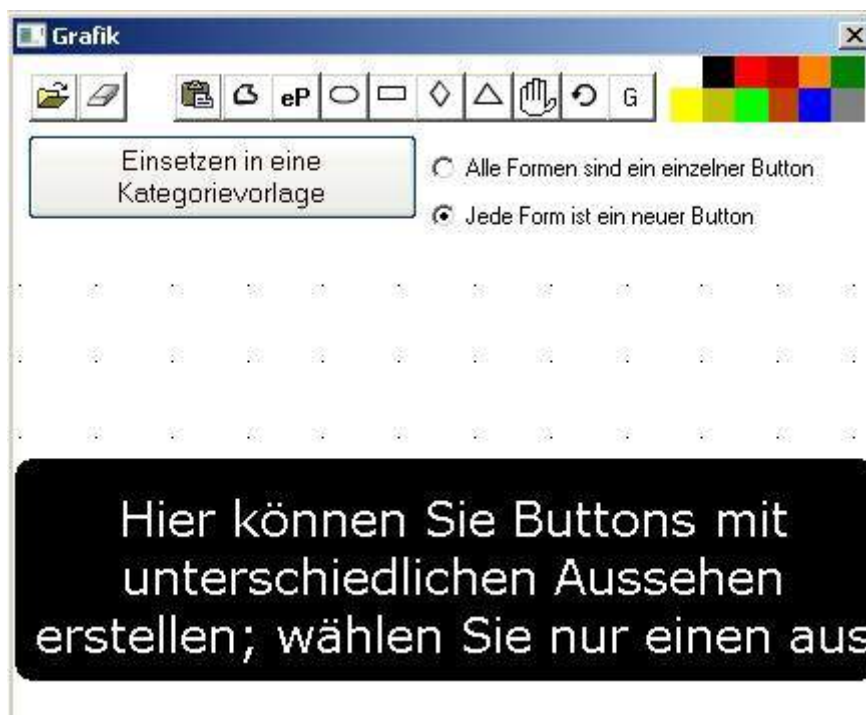 Grafik
eP
G
Einsetzen in eine
Kategorievorlage
Alle Formen sind ein einzelner Button
Jede Form ist ein neuer Button
Hier können Sie Buttons mit
unterschiedlichen Aussehen
erstellen; wählen Sie nur einen aus